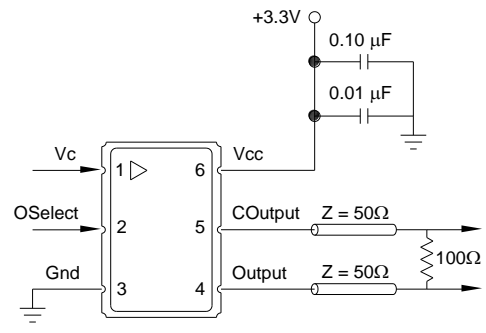 +3.3V
0.10 μF
0.01 μF
Vc 1 6 Vcc
OSelect 2 5 COutput Z = 50Ω
100Ω
Gnd 3 4 Output Z = 50Ω